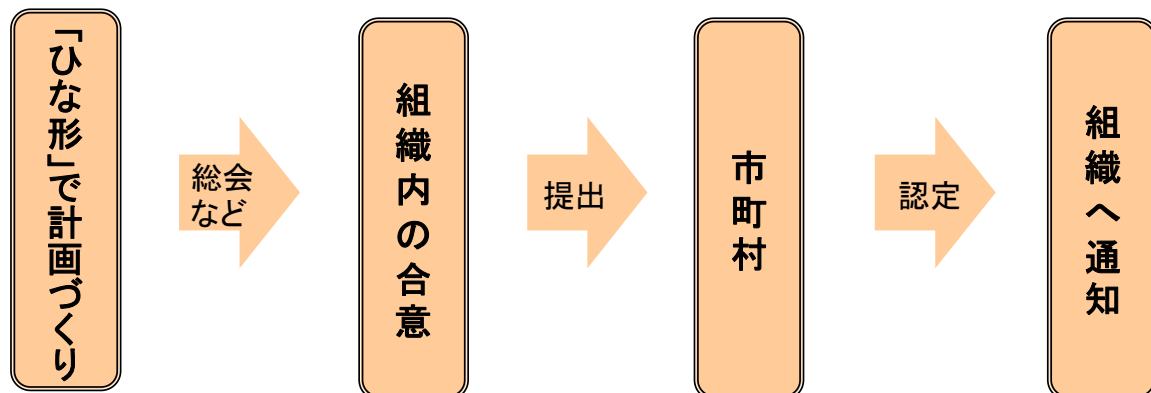 「ひな形」で計画づくり
総会
など
組織内の合意
提出
市町村
認定
組織へ通知